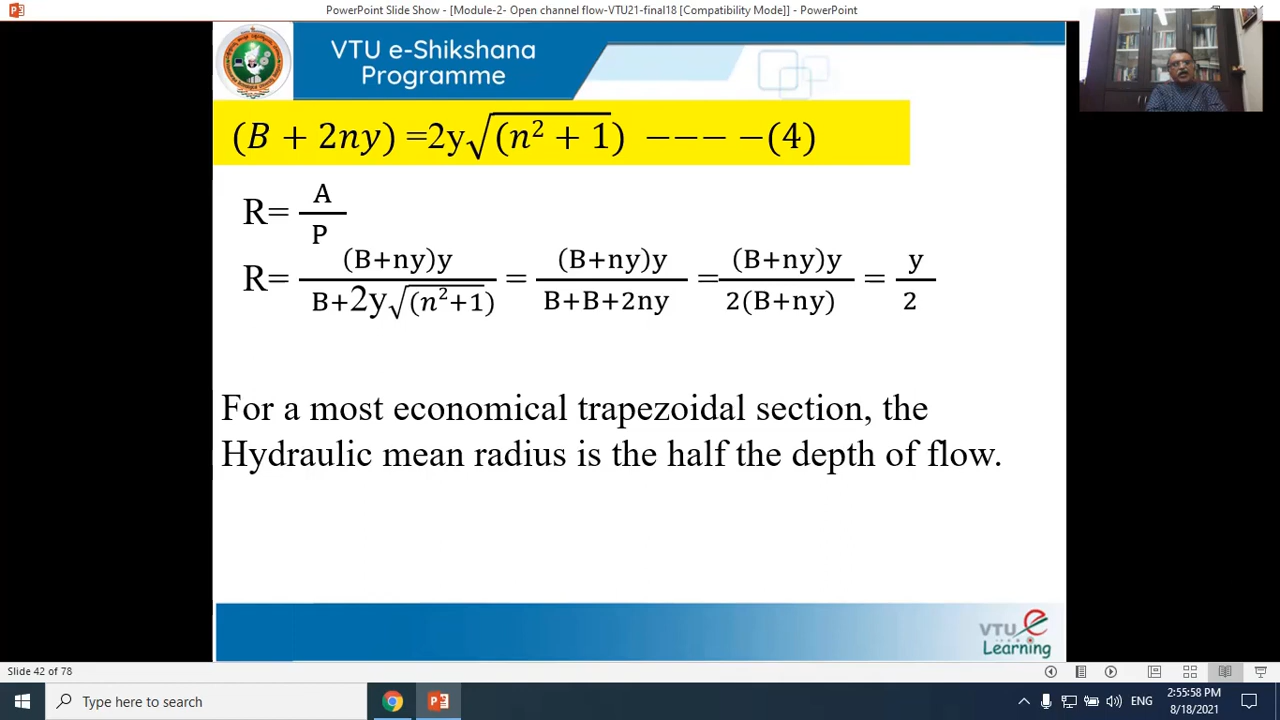 PowerPoint Slide Show - [Module-2- Open channel flow-VTU21-final18 [Compatibility Mode]] - PowerPoint
VTU e-Shikshana
Programme
(B + 2ny) =2y√(n² + 1) −−− −(4)
R= A/P
R= (B+ny)y / B+2y√(n²+1) = (B+ny)y / B+B+2ny = (B+ny)y / 2(B+ny) = y/2
For a most economical trapezoidal section, the
Hydraulic mean radius is the half the depth of flow.
VTU e
Learning
Slide 42 of 78
Type here to search
ENG
2:55:58 PM
8/18/2021